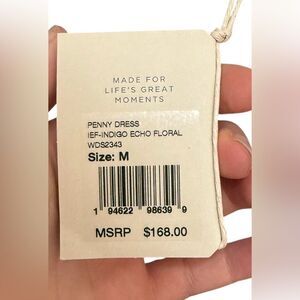 MADE FOR
LIFE'S GREAT
MOMENTS
PENNY DRESS
IEF-INDIGO ECHO FLORAL
WDS2343
Size: M
1 94622 98639 9
MSRP $168.00